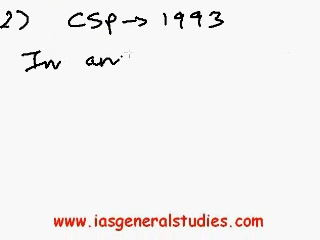 2) CSP → 1993
In an
www.iasgeneralstudies.com